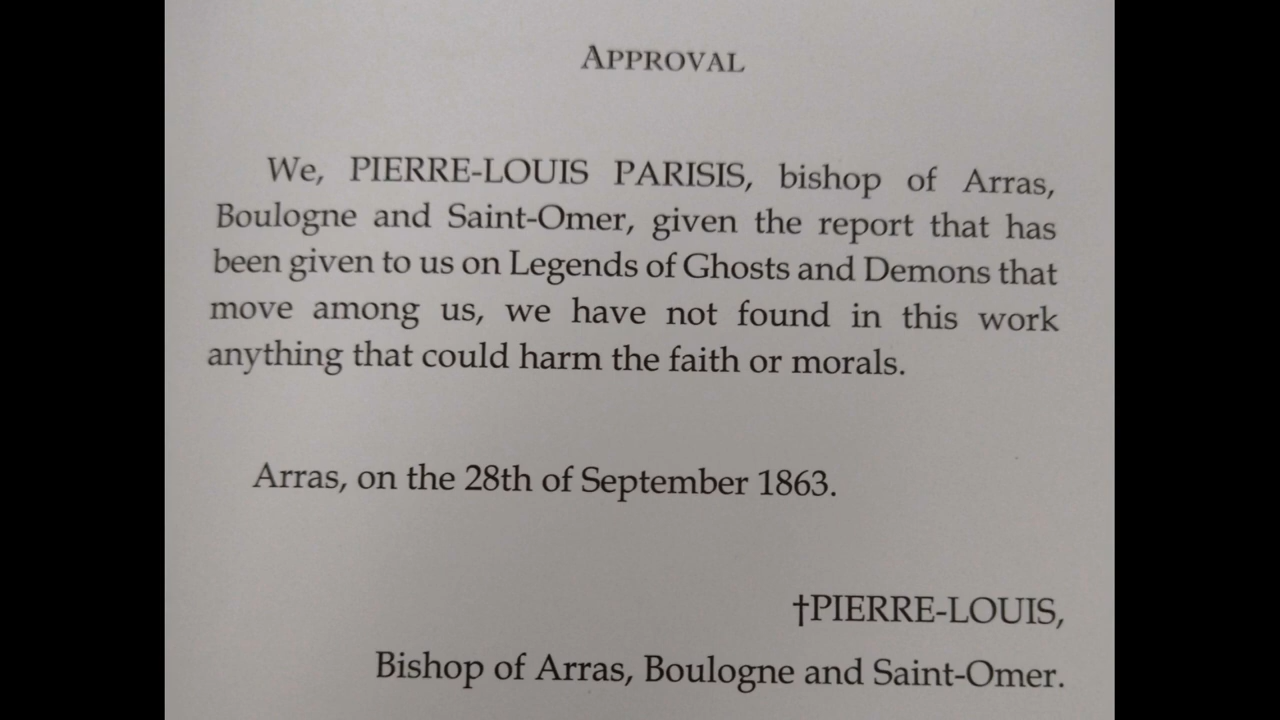 APPROVAL
We, PIERRE-LOUIS PARISIS, bishop of Arras,
Boulogne and Saint-Omer, given the report that has
been given to us on Legends of Ghosts and Demons that
move among us, we have not found in this work
anything that could harm the faith or morals.
Arras, on the 28th of September 1863.
†PIERRE-LOUIS,
Bishop of Arras, Boulogne and Saint-Omer.